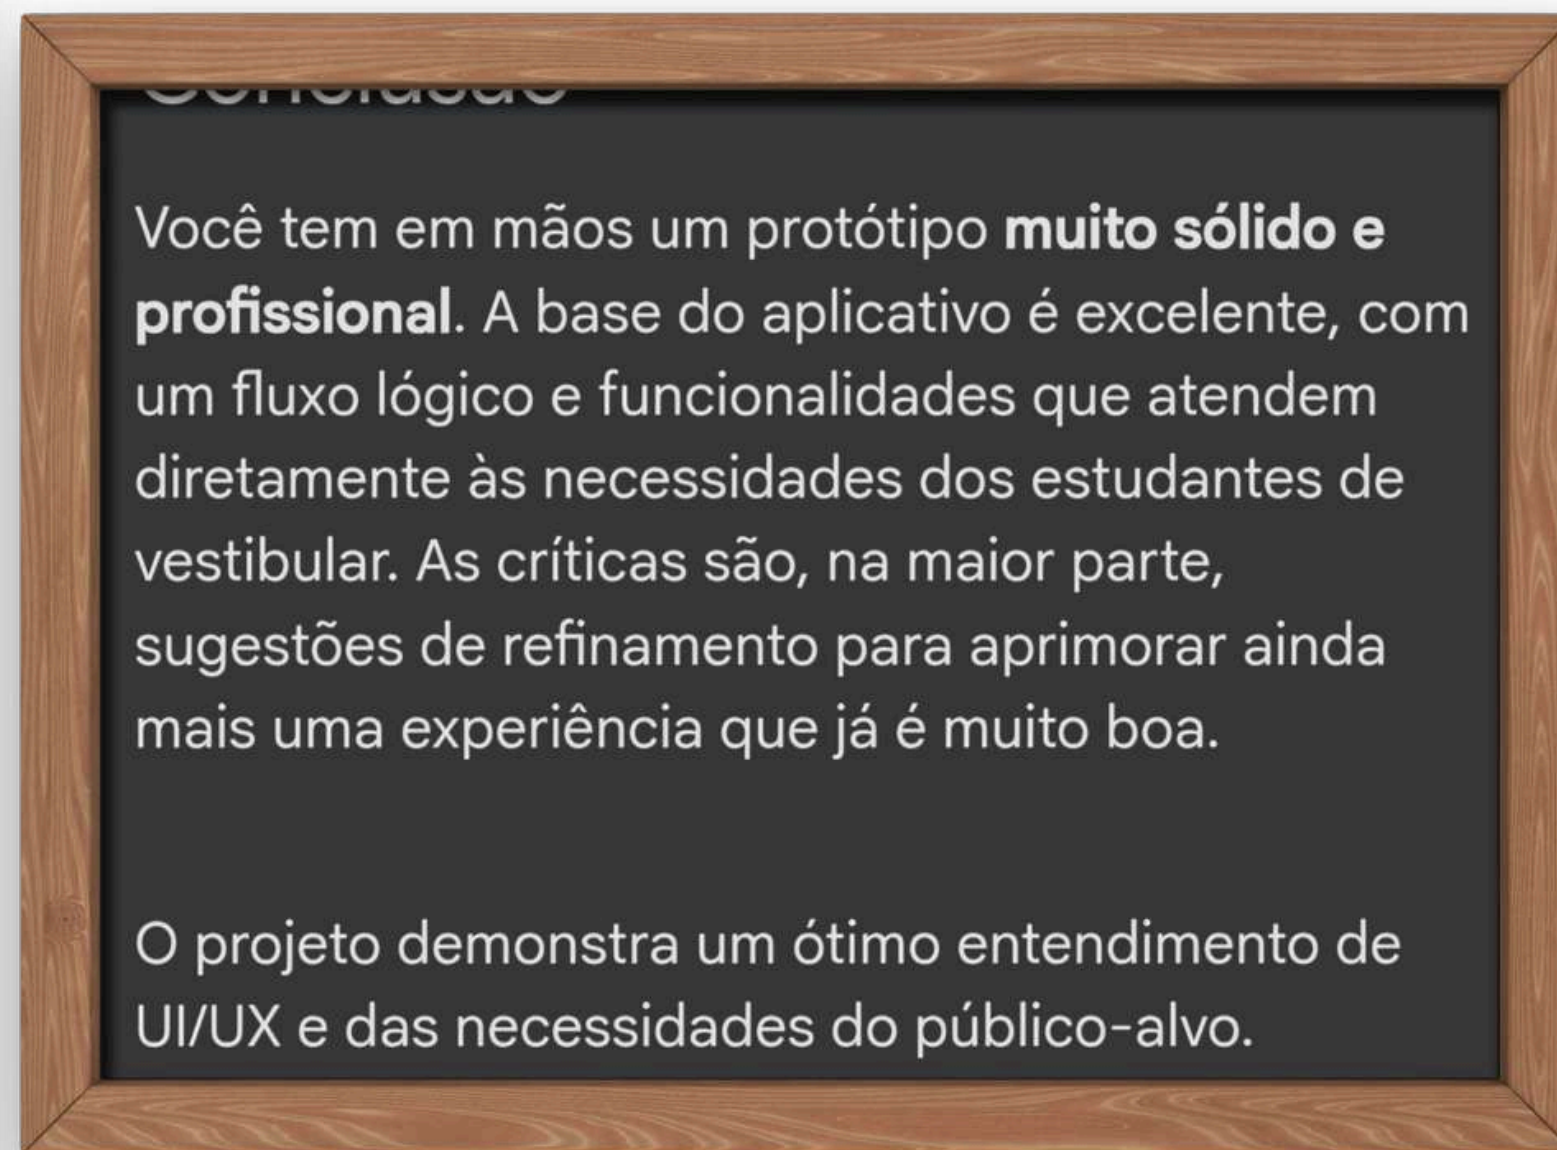 Conclusão
Você tem em mãos um protótipo muito sólido e
profissional. A base do aplicativo é excelente, com
um fluxo lógico e funcionalidades que atendem
diretamente às necessidades dos estudantes de
vestibular. As críticas são, na maior parte,
sugestões de refinamento para aprimorar ainda
mais uma experiência que já é muito boa.
O projeto demonstra um ótimo entendimento de
UI/UX e das necessidades do público-alvo.